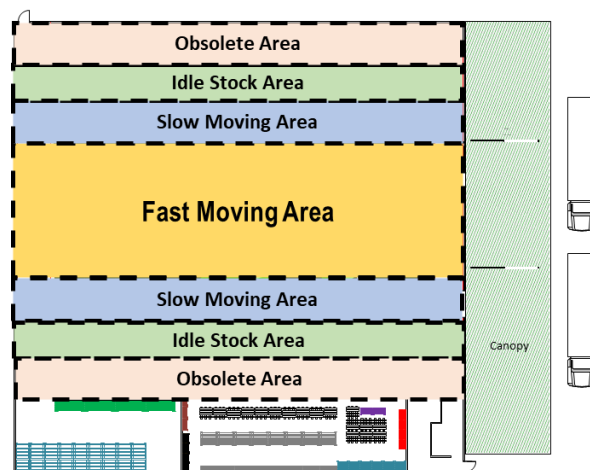 Obsolete Area
Idle Stock Area
Slow Moving Area
Fast Moving Area
Slow Moving Area
Idle Stock Area
Canopy
Obsolete Area